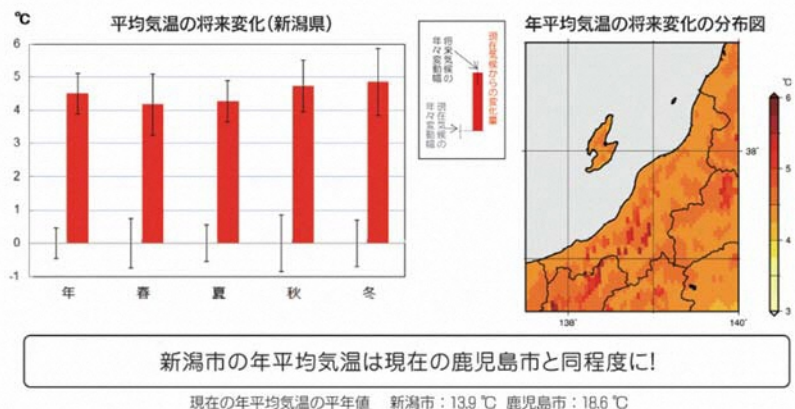 ℃
平均気温の将来変化(新潟県)
6
5
4
3
2
1
0
-1
年 春 夏 秋 冬
将来気候の
年々変動幅
現在気候からの変化量
現在気候の
年々変動幅
年平均気温の将来変化の分布図
38°
138° 140°
℃
6
5
4
3
新潟市の年平均気温は現在の鹿児島市と同程度に!
現在の年平均気温の平年値 新潟市:13.9 ℃ 鹿児島市:18.6 ℃